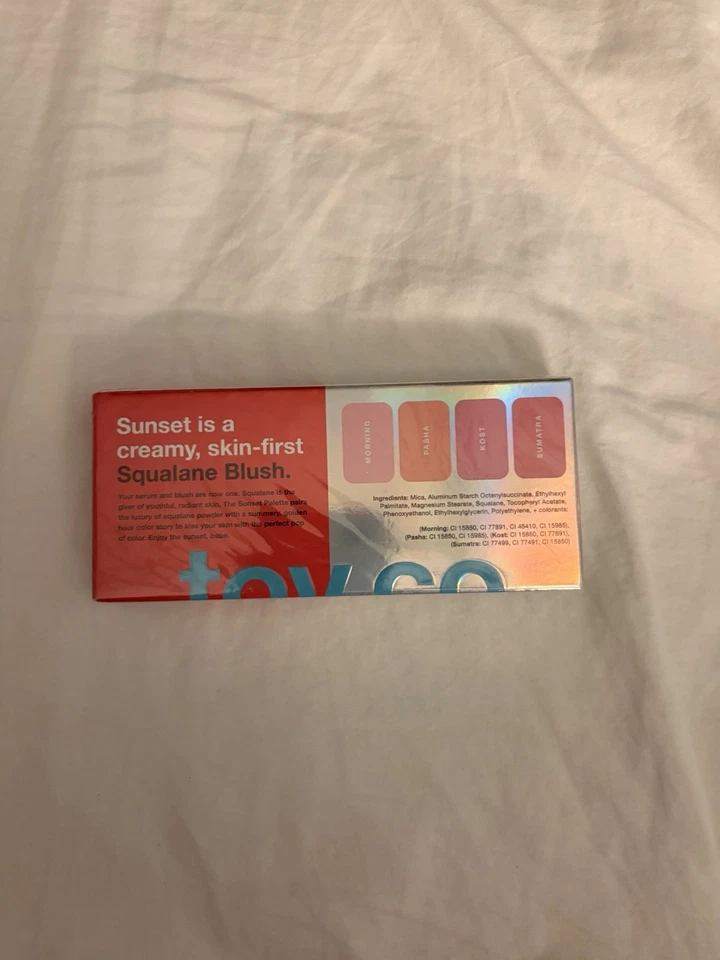 Sunset is a
creamy, skin-first
Squalane Blush.
Your serum and blush are now one. Squalane is the
giver of youthful, radiant skin. The Sunset Palette pairs
the luxury of squalane powder with a summery, golden
hour color story to kiss your skin with the perfect pop
of color. Enjoy the sunset, babe.
MORNING
PASHA
KOST
SUMATRA
Ingredients: Mica, Aluminum Starch Octenylsuccinate, Ethylhexyl
Palmitate, Magnesium Stearate, Squalane, Tocopheryl Acetate,
Phenoxyethanol, Ethylhexylglycerin, Polyethylene, + colorants:
(Morning: CI 15850, CI 77891, CI 45410, CI 15985),
(Pasha: CI 15850, CI 15985), (Kost: CI 15850, CI 77891),
(Sumatra: CI 77499, CI 77491, CI 15850)